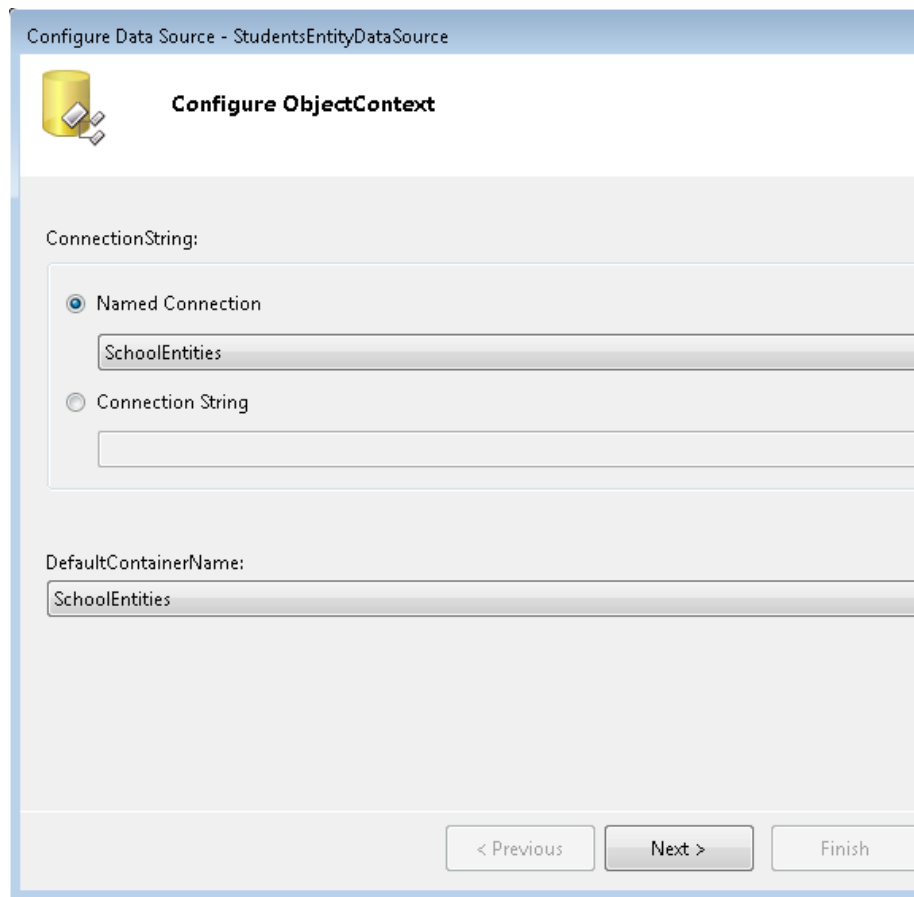 Configure Data Source - StudentsEntityDataSource
Configure ObjectContext
ConnectionString:
Named Connection
SchoolEntities
Connection String
DefaultContainerName:
SchoolEntities
< Previous Next > Finish